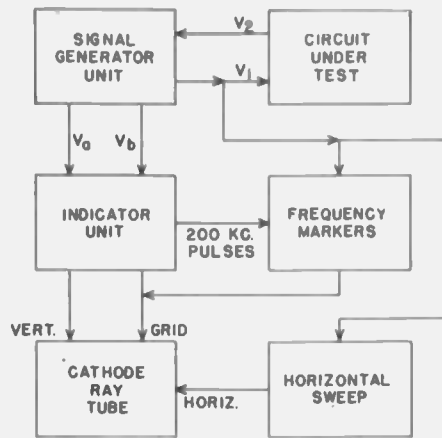 SIGNAL
GENERATOR
UNIT
V2
V1
CIRCUIT
UNDER
TEST
Va
Vb
INDICATOR
UNIT
200 KC.
PULSES
FREQUENCY
MARKERS
VERT.
GRID
CATHODE
RAY
TUBE
HORIZ.
HORIZONTAL
SWEEP